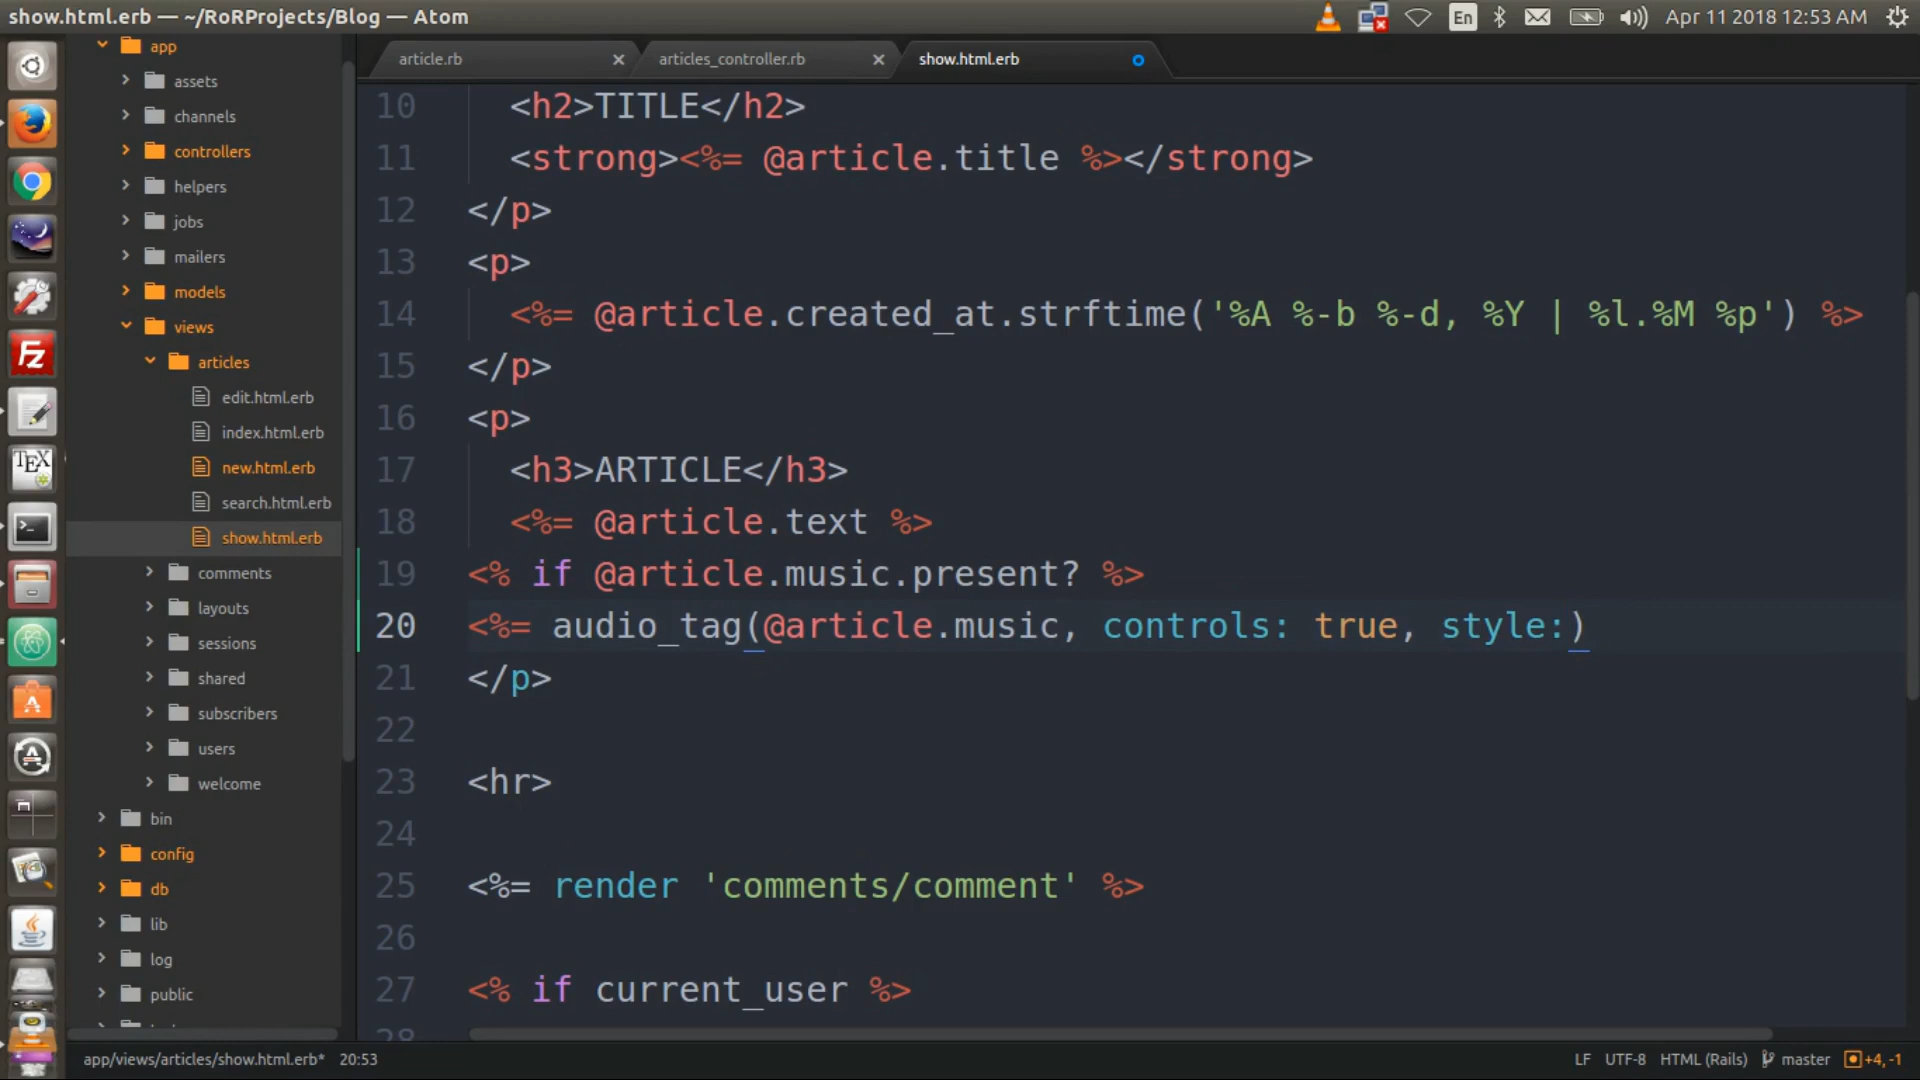 show.html.erb — ~/RoRProjects/Blog — Atom
En
Apr 11 2018 12:53 AM
app
assets
channels
controllers
helpers
jobs
mailers
models
views
articles
edit.html.erb
index.html.erb
new.html.erb
search.html.erb
show.html.erb
comments
layouts
sessions
shared
subscribers
users
welcome
bin
config
db
lib
log
public
article.rb
articles_controller.rb
show.html.erb
10 <h2>TITLE</h2>
11 <strong><%= @article.title %></strong>
12 </p>
13 <p>
14 <%= @article.created_at.strftime('%A %-b %-d, %Y | %l.%M %p') %>
15 </p>
16 <p>
17 <h3>ARTICLE</h3>
18 <%= @article.text %>
19 <% if @article.music.present? %>
20 <%= audio_tag(@article.music, controls: true, style:)
21 </p>
22
23 <hr>
24
25 <%= render 'comments/comment' %>
26
27 <% if current_user %>
28
app/views/articles/show.html.erb* 20:53
LF UTF-8 HTML (Rails) master +4, -1
Fz
TEX